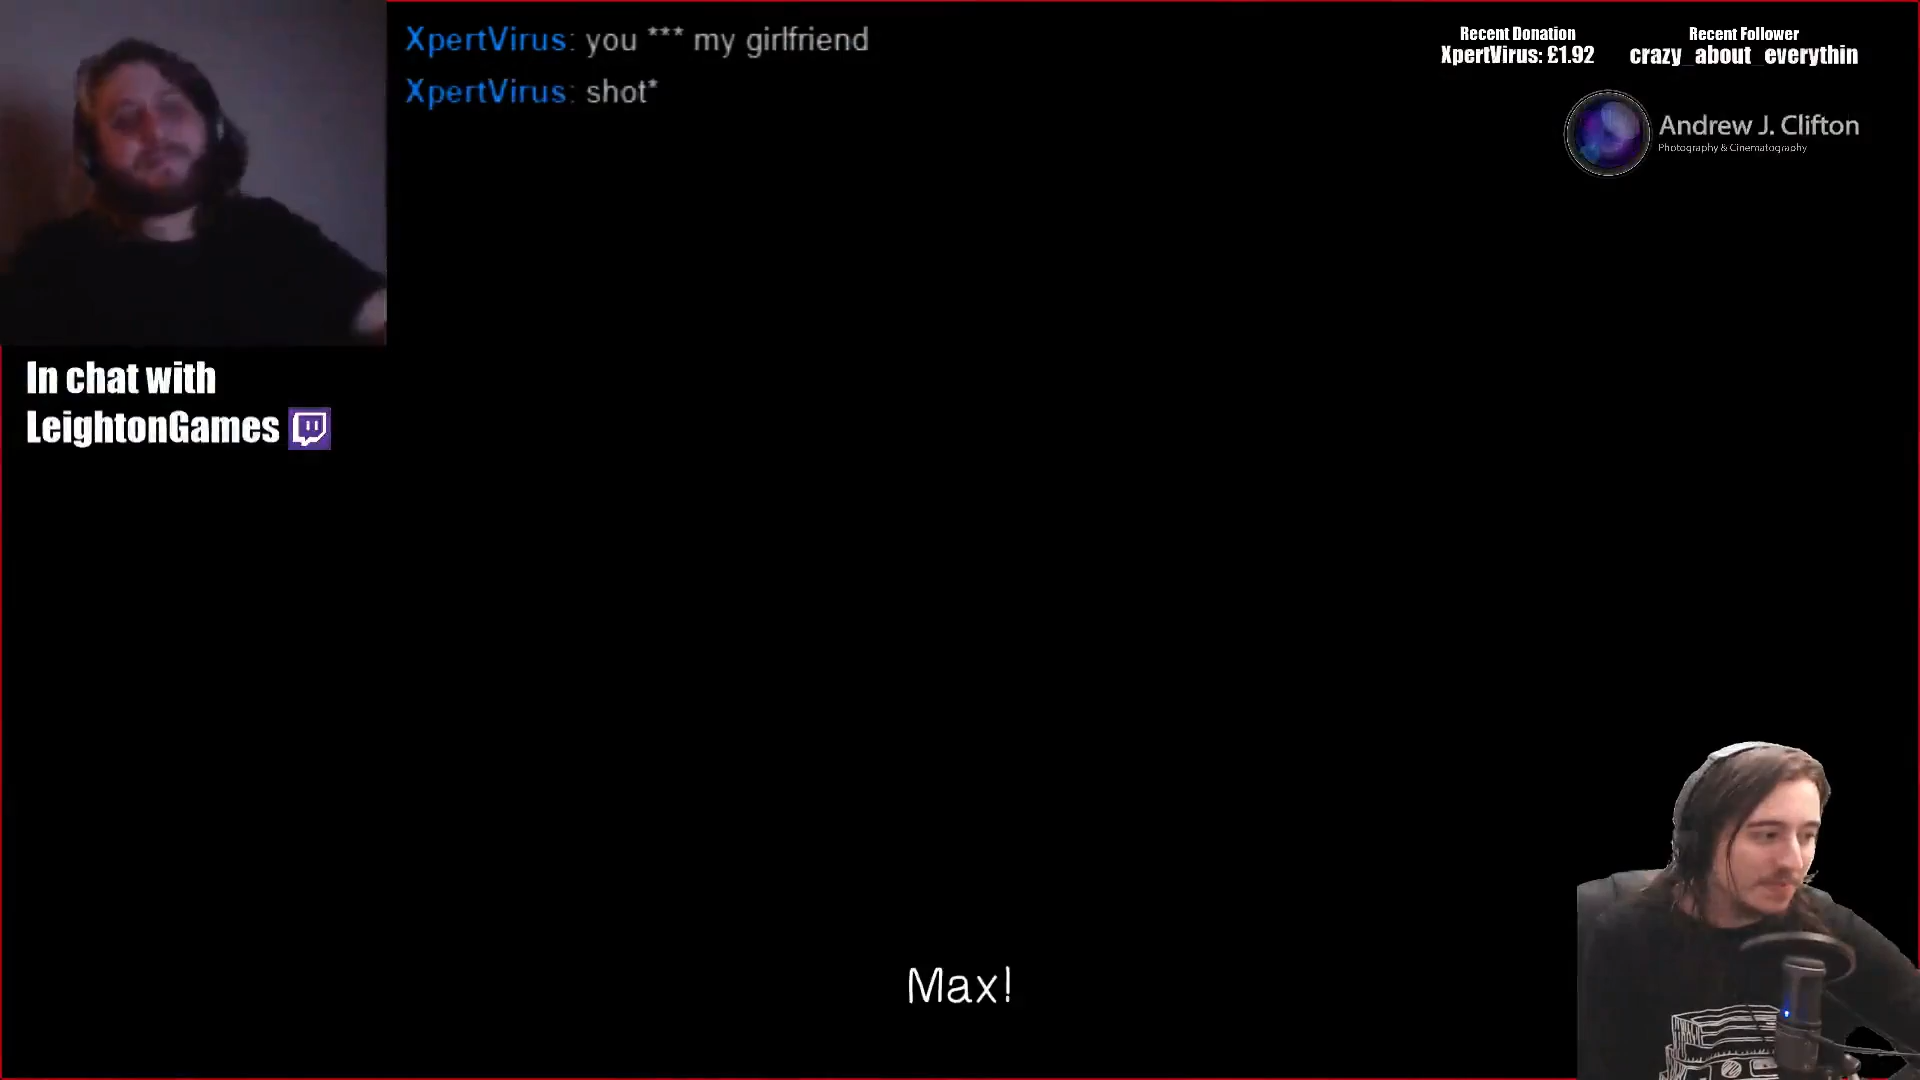 XpertVirus: you *** my girlfriend
XpertVirus: shot*
Recent Donation
XpertVirus: £1.92
Recent Follower
crazy_about_everythin
Andrew J. Clifton
Photography & Cinematography
In chat with
LeightonGames
Max!